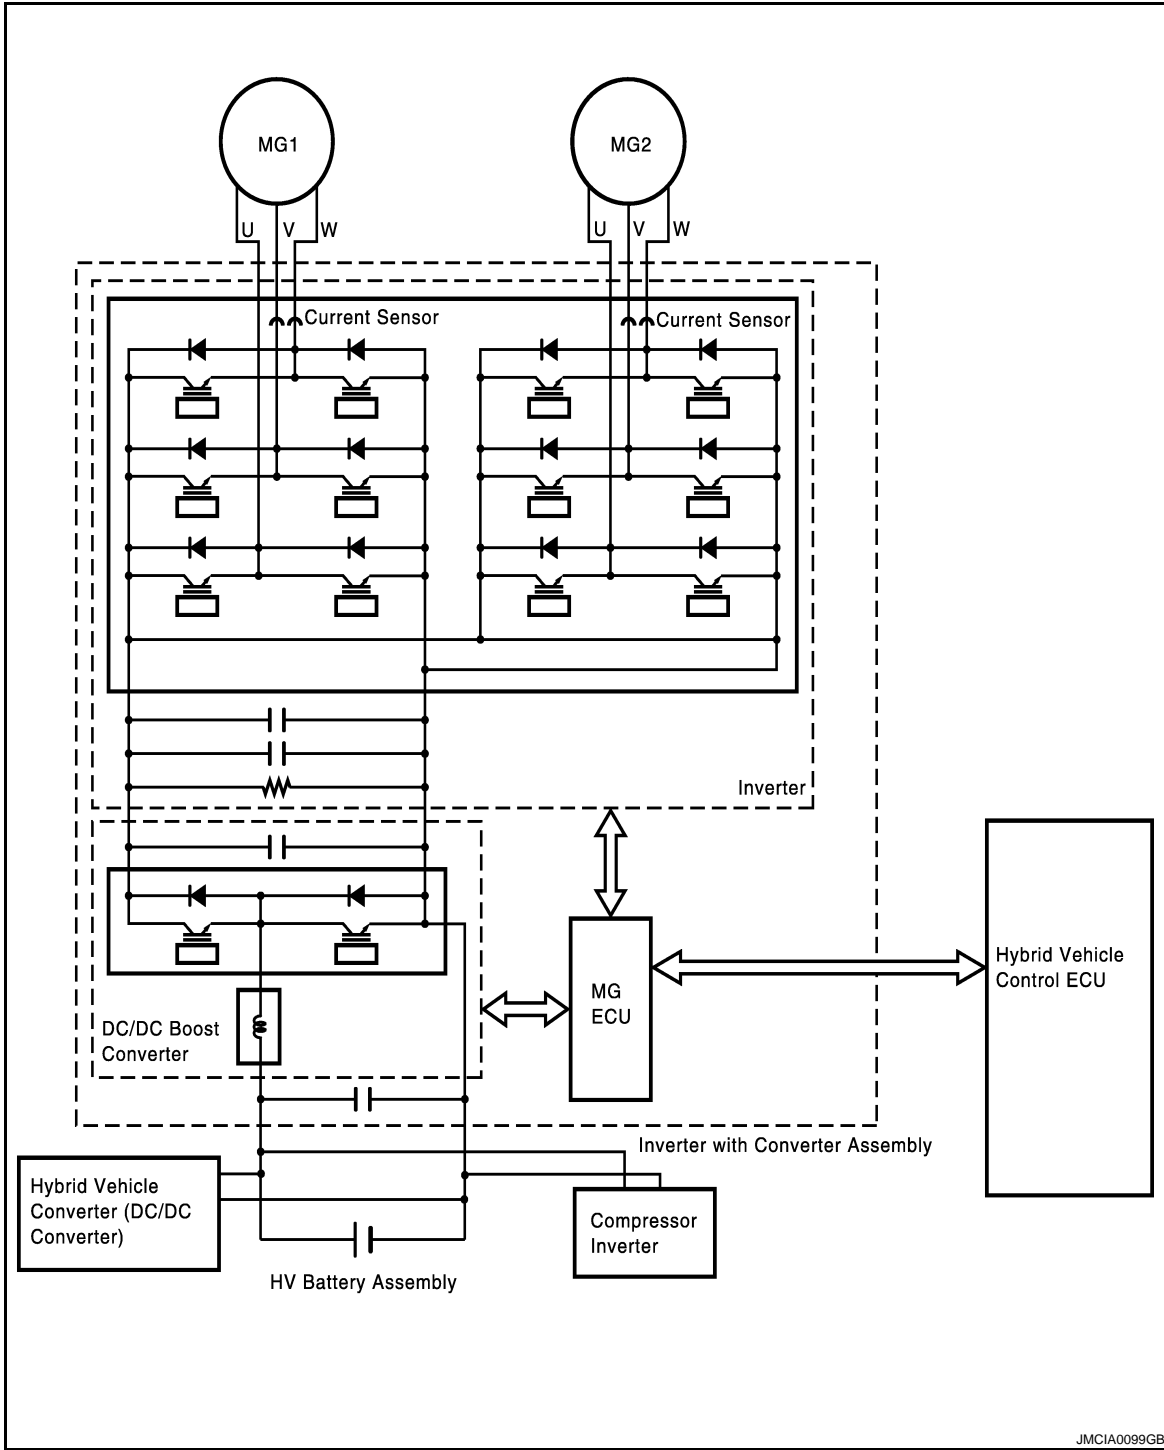 MG1
MG2
U
V
W
U
V
W
Current Sensor
Current Sensor
Inverter
DC/DC Boost
Converter
MG
ECU
Hybrid Vehicle
Control ECU
Inverter with Converter Assembly
Hybrid Vehicle
Converter (DC/DC
Converter)
Compressor
Inverter
HV Battery Assembly
JMCIA0099GB